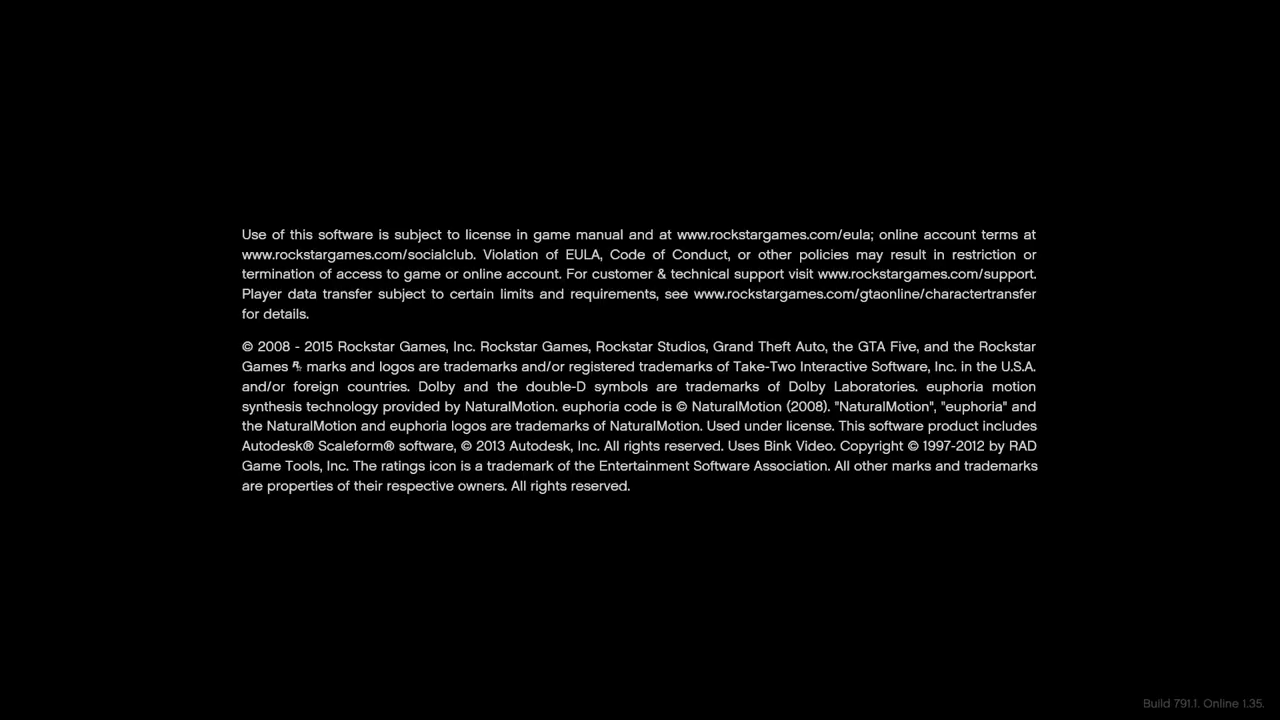 Use of this software is subject to license in game manual and at www.rockstargames.com/eula; online account terms at
www.rockstargames.com/socialclub. Violation of EULA, Code of Conduct, or other policies may result in restriction or
termination of access to game or online account. For customer & technical support visit www.rockstargames.com/support.
Player data transfer subject to certain limits and requirements, see www.rockstargames.com/gtaonline/charactertransfer
for details.
© 2008 - 2015 Rockstar Games, Inc. Rockstar Games, Rockstar Studios, Grand Theft Auto, the GTA Five, and the Rockstar
Games R* marks and logos are trademarks and/or registered trademarks of Take-Two Interactive Software, Inc. in the U.S.A.
and/or foreign countries. Dolby and the double-D symbols are trademarks of Dolby Laboratories. euphoria motion
synthesis technology provided by NaturalMotion. euphoria code is © NaturalMotion (2008). "NaturalMotion", "euphoria" and
the NaturalMotion and euphoria logos are trademarks of NaturalMotion. Used under license. This software product includes
Autodesk® Scaleform® software, © 2013 Autodesk, Inc. All rights reserved. Uses Bink Video. Copyright © 1997-2012 by RAD
Game Tools, Inc. The ratings icon is a trademark of the Entertainment Software Association. All other marks and trademarks
are properties of their respective owners. All rights reserved.
Build 791.1. Online 1.35.